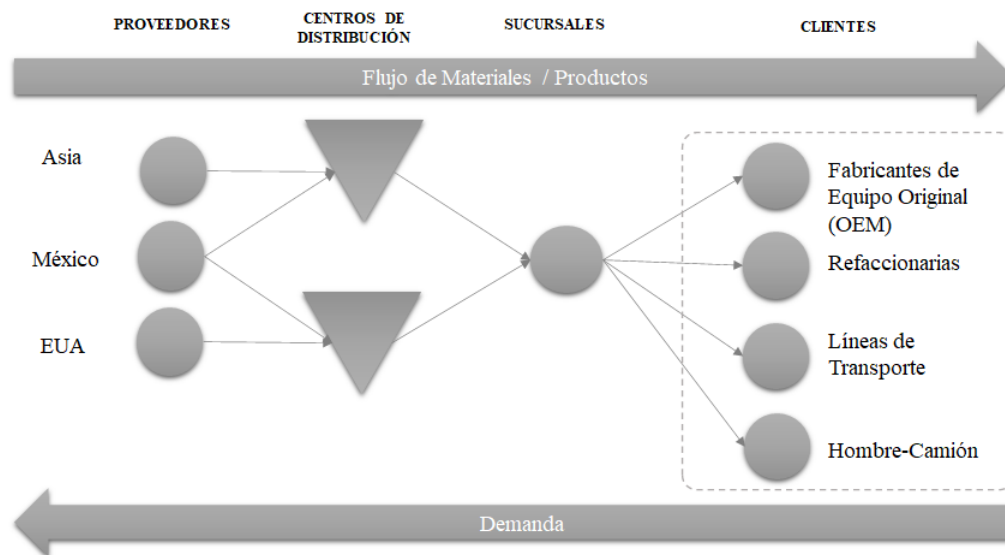 PROVEEDORES
CENTROS DE
DISTRIBUCIÓN
SUCURSALES
CLIENTES
Flujo de Materiales / Productos
Asia
México
EUA
Fabricantes de
Equipo Original
(OEM)
Refaccionarias
Líneas de
Transporte
Hombre-Camión
Demanda